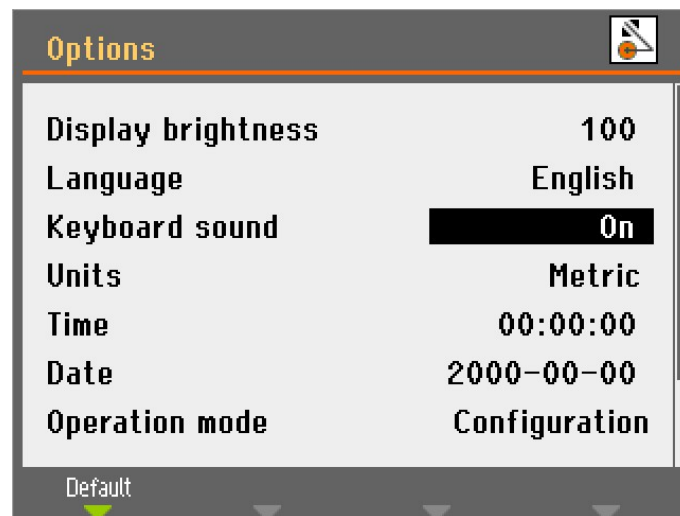 Options
Display brightness 100
Language English
Keyboard sound On
Units Metric
Time 00:00:00
Date 2000-00-00
Operation mode Configuration
Default